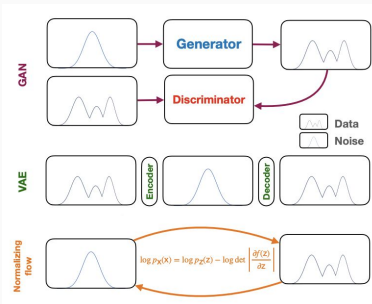 GAN
Generator
Discriminator
Data
Noise
VAE
Encoder
Decoder
Normalizing
flow
log p_X(x) = log p_Z(z) − log det |∂f(z)/∂z|